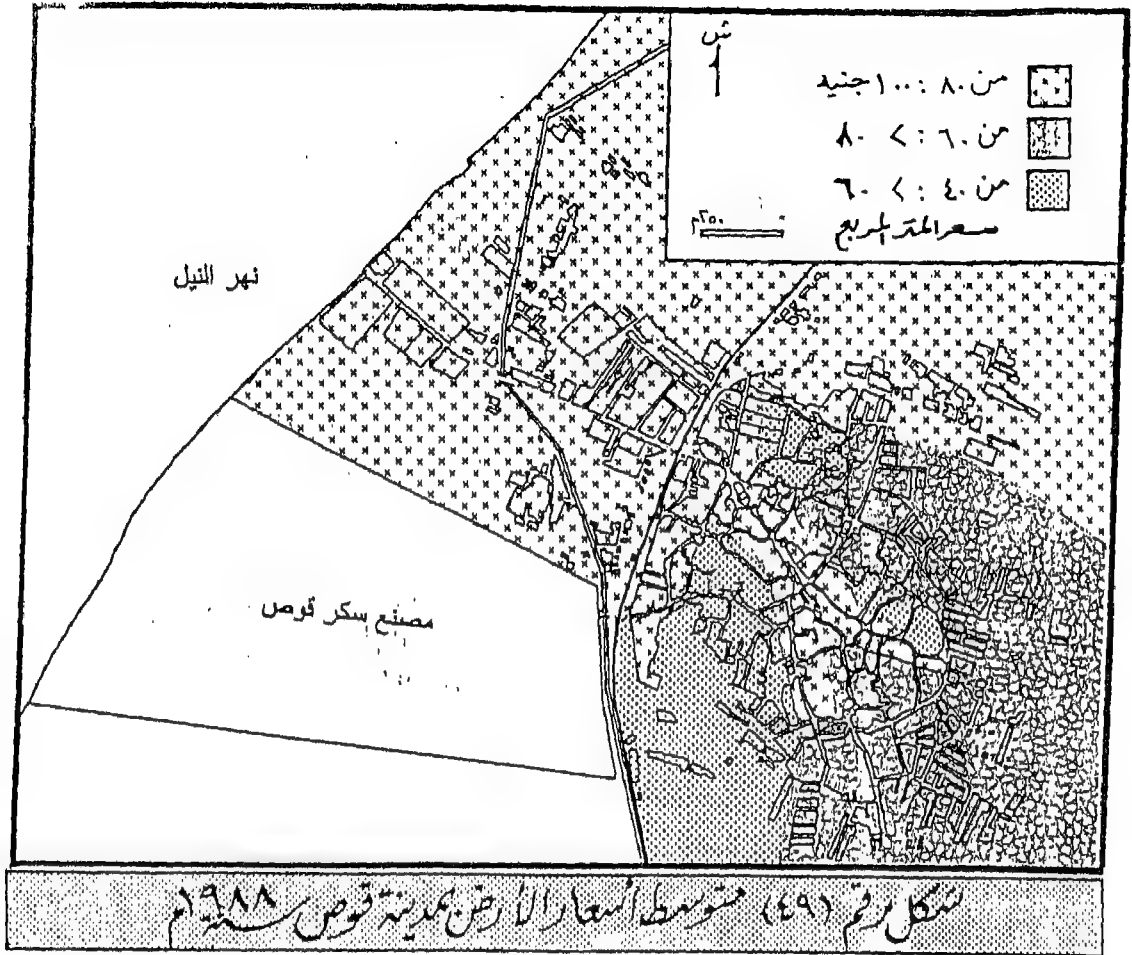 ش
من ٨٠ : ١٠٠ جنيه
من ٦٠ : > ٨٠
من ٤٠ : > ٦٠
٢٥٠م
سعر المتر المربع
نهر النيل
مصنع سكر قوص
شكل رقم (٤٩) متوسط أسعار الأرض بمدينة قوص سنة ١٩٨٨م